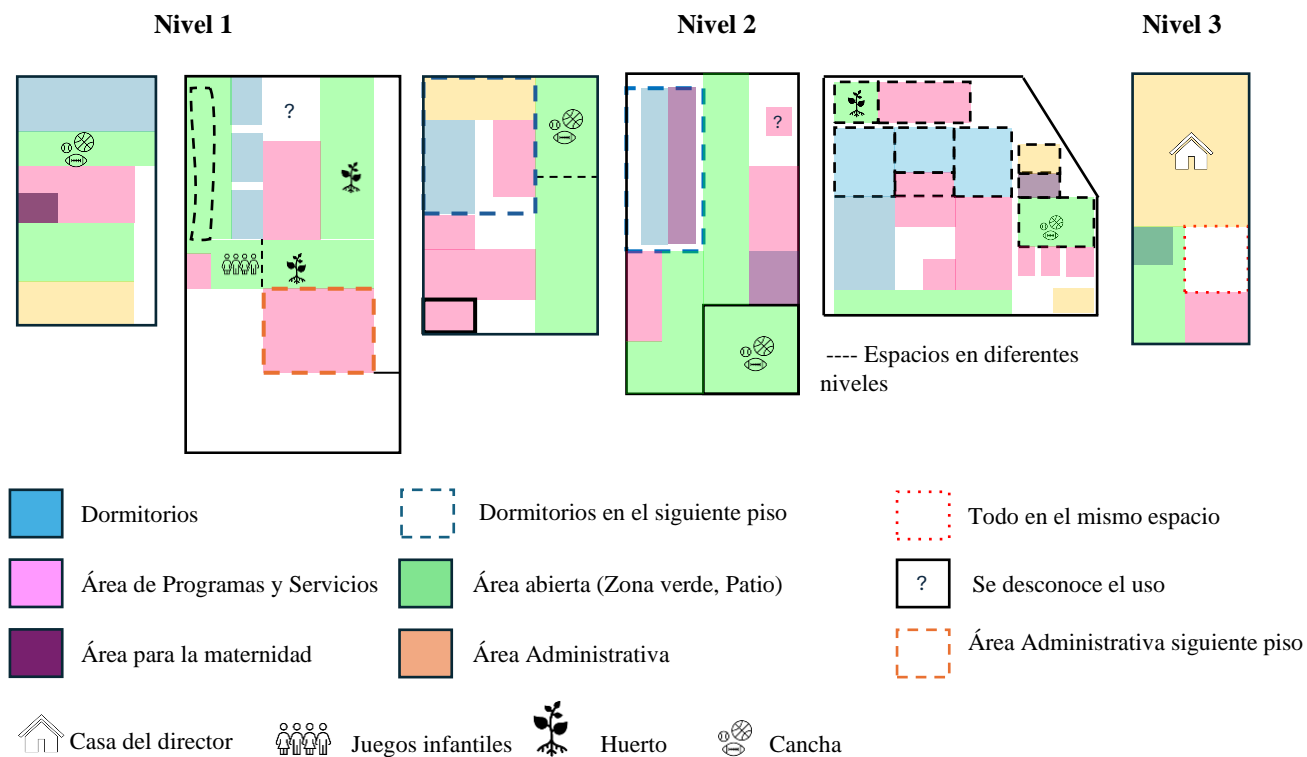 Nivel 1
Nivel 2
Nivel 3
?
?
---- Espacios en diferentes
niveles
Dormitorios
Dormitorios en el siguiente piso
Todo en el mismo espacio
Área de Programas y Servicios
Área abierta (Zona verde, Patio)
?
Se desconoce el uso
Área para la maternidad
Área Administrativa
Área Administrativa siguiente piso
Casa del director
Juegos infantiles
Huerto
Cancha